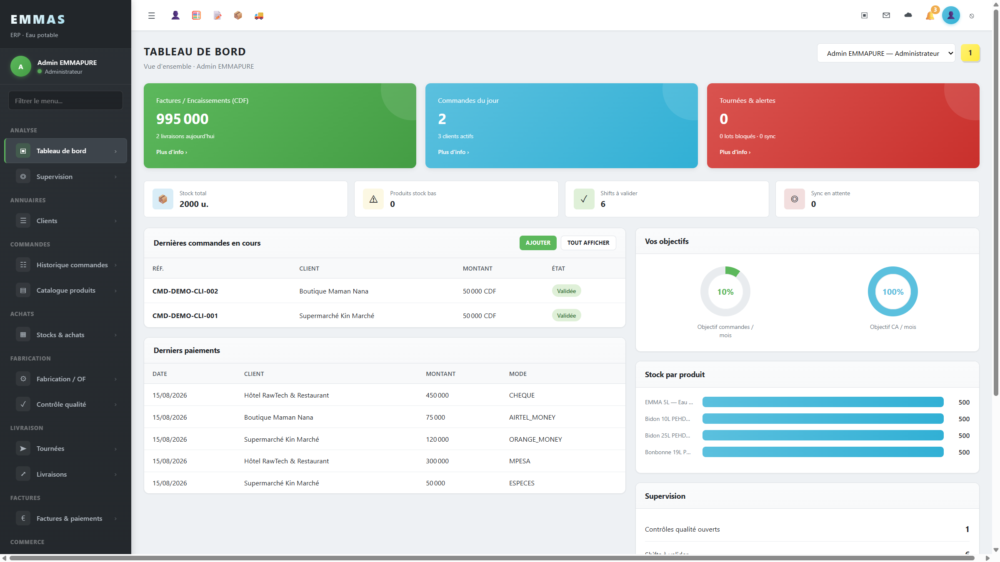 EMMAS
ERP · Eau potable
A
Admin EMMAPURE
Administrateur
Filtrer le menu...
ANALYSE
Tableau de bord
Supervision
ANNUAIRES
Clients
COMMANDES
Historique commandes
Catalogue produits
ACHATS
Stocks & achats
FABRICATION
Fabrication / OF
Contrôle qualité
LIVRAISON
Tournées
Livraisons
FACTURES
€ Factures & paiements
COMMERCE
3
TABLEAU DE BORD
Vue d'ensemble · Admin EMMAPURE
Admin EMMAPURE — Administrateur
1
Factures / Encaissements (CDF)
995 000
2 livraisons aujourd'hui
Plus d'info ›
Commandes du jour
2
3 clients actifs
Plus d'info ›
Tournées & alertes
0
0 lots bloqués · 0 sync
Plus d'info ›
Stock total
2000 u.
Produits stock bas
0
Shifts à valider
6
Sync en attente
0
Dernières commandes en cours
AJOUTER
TOUT AFFICHER
RÉF. CLIENT MONTANT ÉTAT
CMD-DEMO-CLI-002 Boutique Maman Nana 50 000 CDF Validée
CMD-DEMO-CLI-001 Supermarché Kin Marché 50 000 CDF Validée
Derniers paiements
DATE CLIENT MONTANT MODE
15/08/2026 Hôtel RawTech & Restaurant 450 000 CHEQUE
15/08/2026 Boutique Maman Nana 75 000 AIRTEL_MONEY
15/08/2026 Supermarché Kin Marché 120 000 ORANGE_MONEY
15/08/2026 Hôtel RawTech & Restaurant 300 000 MPESA
15/08/2026 Supermarché Kin Marché 50 000 ESPECES
Vos objectifs
10%
Objectif commandes /
mois
100%
Objectif CA / mois
Stock par produit
EMMA 5L — Eau ... 500
Bidon 10L PEHD... 500
Bidon 25L PEHD... 500
Bonbonne 19L P... 500
Supervision
Contrôles qualité ouverts 1
Shifts à valider 6